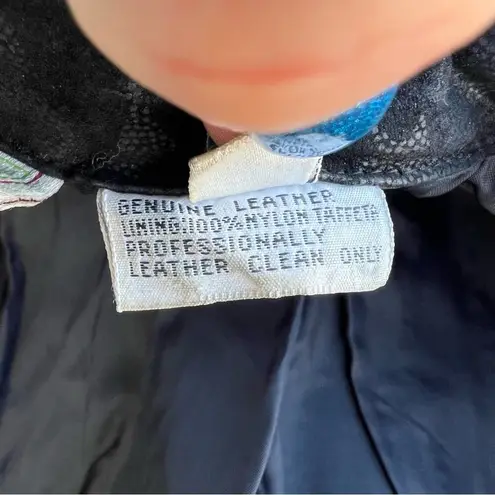 GENUINE LEATHER
LINING:100% NYLON TAFFETA
PROFESSIONALLY
LEATHER CLEAN ONLY